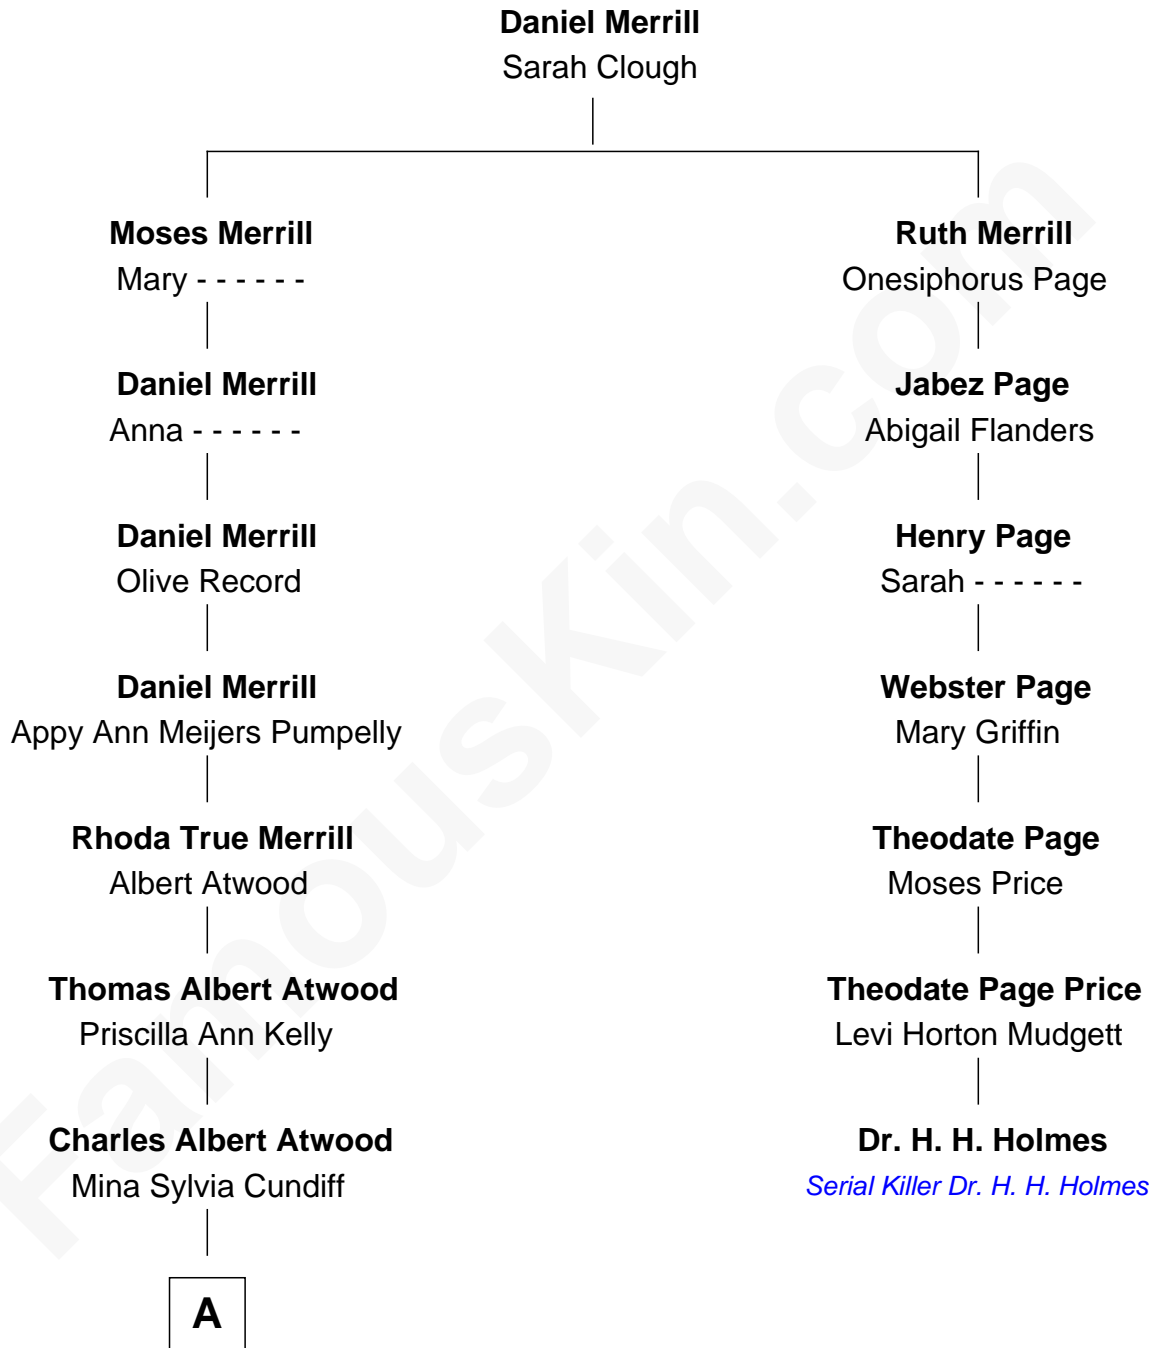 Daniel Merrill
Sarah Clough
Moses Merrill
Mary - - - - - -
Daniel Merrill
Anna - - - - - -
Daniel Merrill
Olive Record
Daniel Merrill
Appy Ann Meijers Pumpelly
Rhoda True Merrill
Albert Atwood
Thomas Albert Atwood
Priscilla Ann Kelly
Charles Albert Atwood
Mina Sylvia Cundiff
A
Ruth Merrill
Onesiphorus Page
Jabez Page
Abigail Flanders
Henry Page
Sarah - - - - - -
Webster Page
Mary Griffin
Theodate Page
Moses Price
Theodate Page Price
Levi Horton Mudgett
Dr. H. H. Holmes
Serial Killer Dr. H. H. Holmes
FamousKin.com